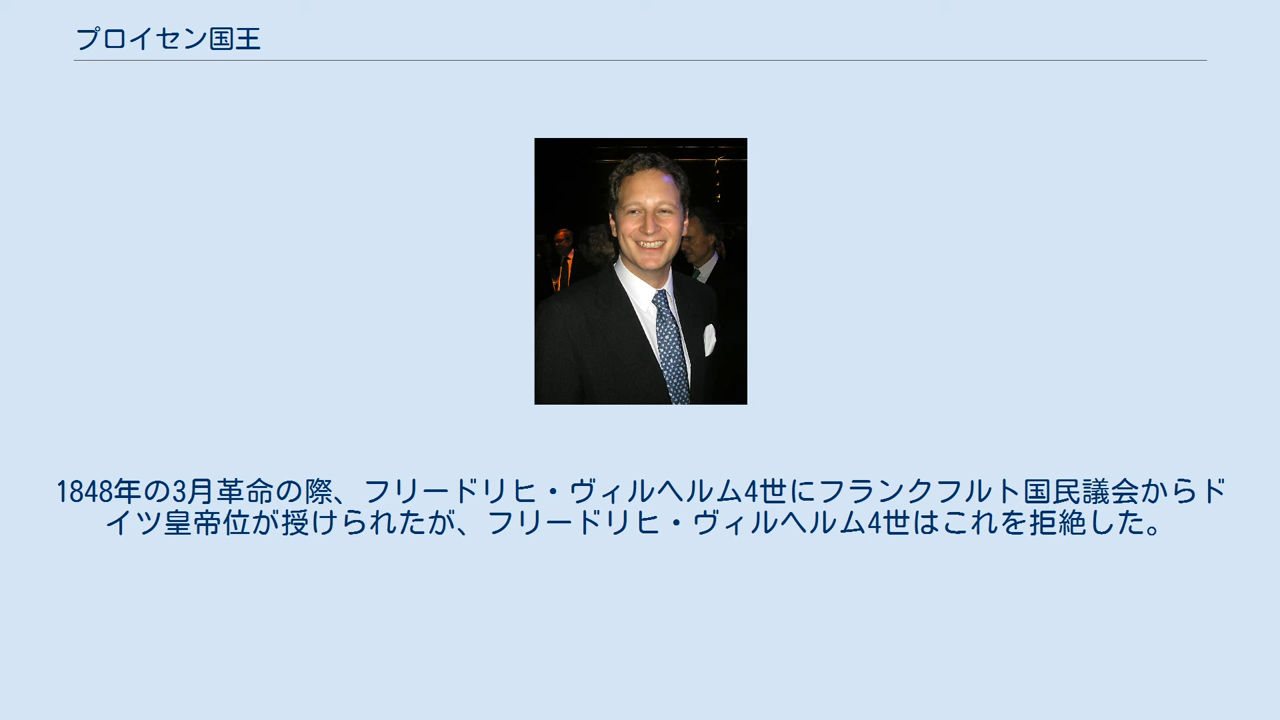 プロイセン国王
1848年の3月革命の際、フリードリヒ・ヴィルヘルム4世にフランクフルト国民議会からド
イツ皇帝位が授けられたが、フリードリヒ・ヴィルヘルム4世はこれを拒絶した。